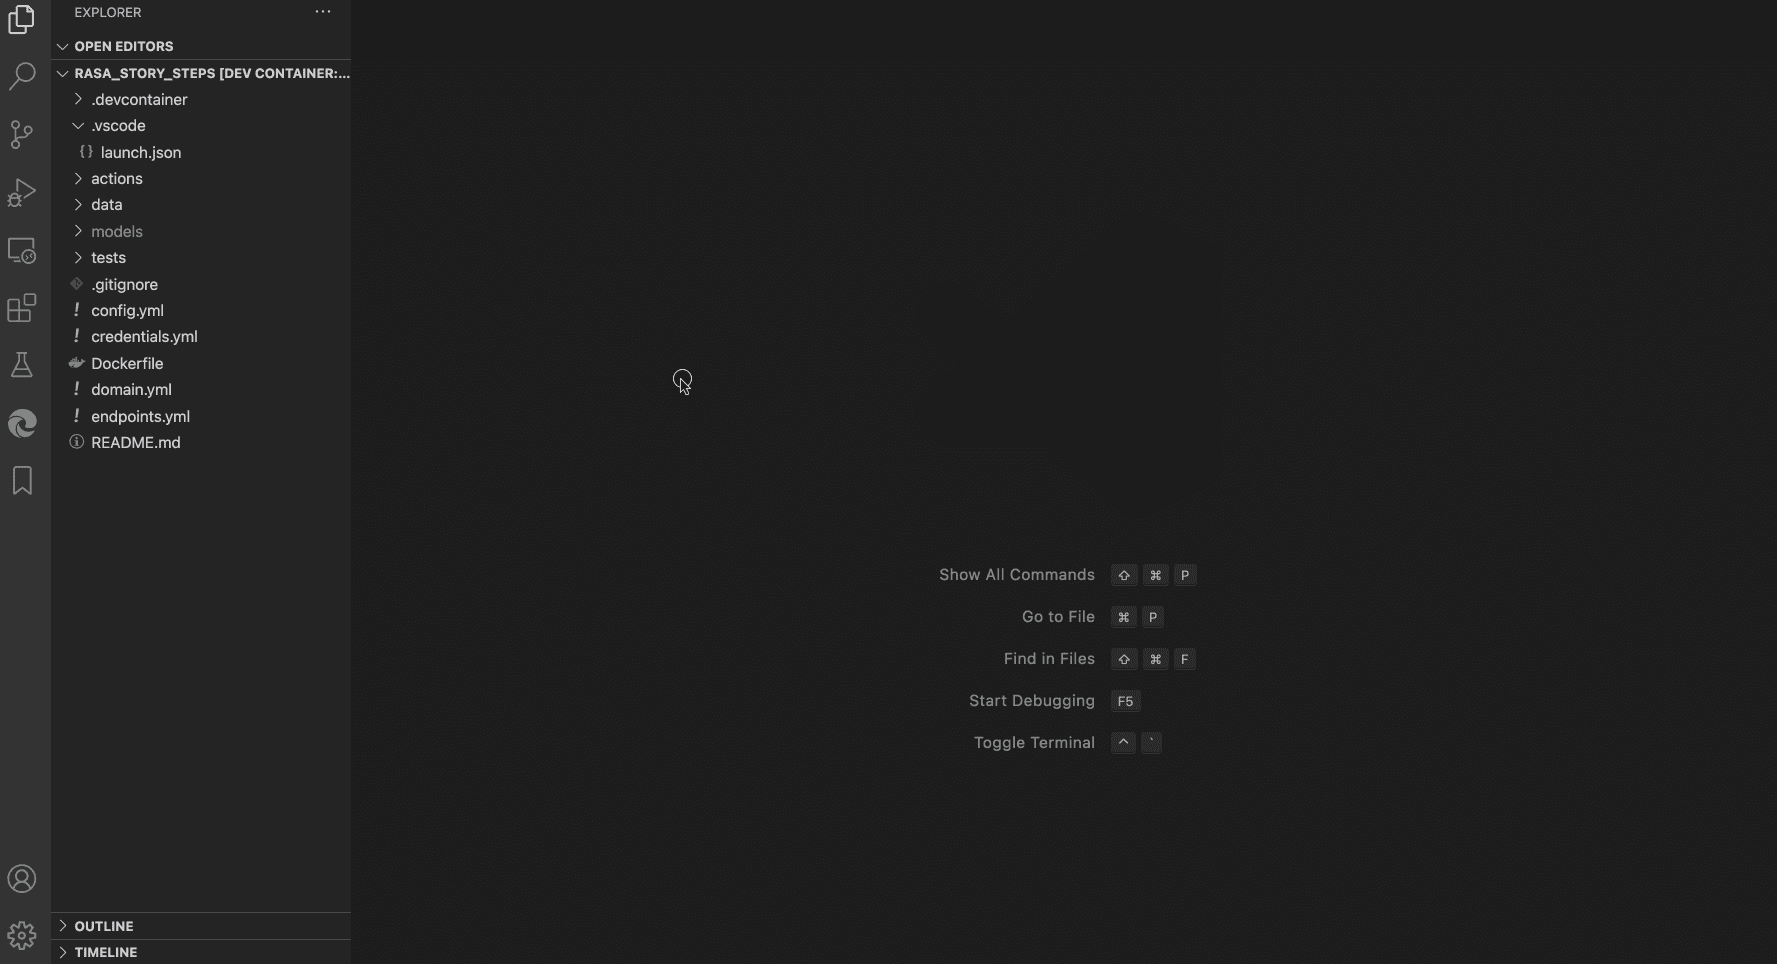 EXPLORER ···
OPEN EDITORS
RASA_STORY_STEPS [DEV CONTAINER:...
.devcontainer
.vscode
{} launch.json
actions
data
models
tests
.gitignore
! config.yml
! credentials.yml
Dockerfile
! domain.yml
! endpoints.yml
README.md
Show All Commands ⇧ ⌘ P
Go to File ⌘ P
Find in Files ⇧ ⌘ F
Start Debugging F5
Toggle Terminal ^ `
OUTLINE
TIMELINE